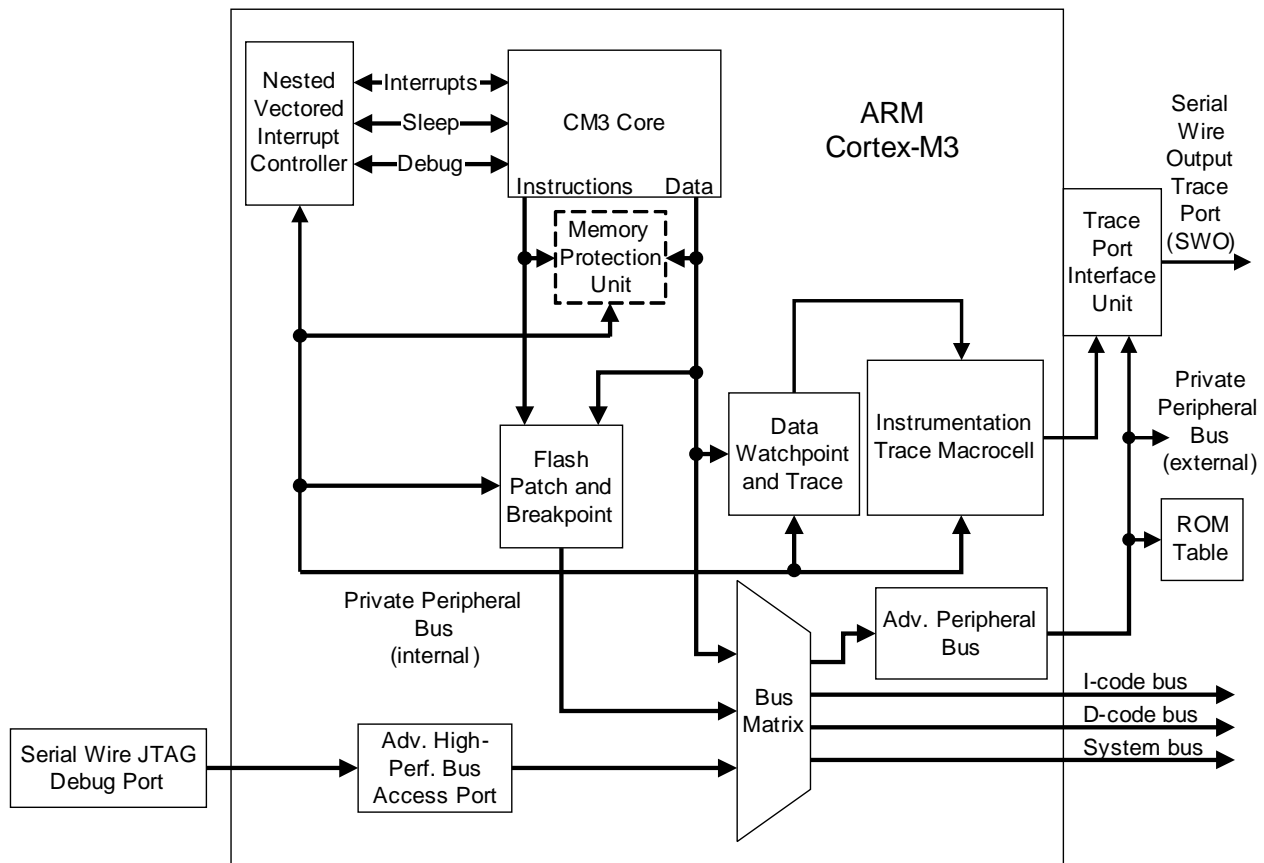 Nested
Vectored
Interrupt
Controller
Interrupts
Sleep
Debug
CM3 Core
Instructions
Data
ARM
Cortex-M3
Serial
Wire
Output
Trace
Port
(SWO)
Memory
Protection
Unit
Trace
Port
Interface
Unit
Flash
Patch and
Breakpoint
Data
Watchpoint
and Trace
Instrumentation
Trace Macrocell
Private
Peripheral
Bus
(external)
ROM
Table
Private Peripheral
Bus
(internal)
Adv. Peripheral
Bus
Bus
Matrix
I-code bus
D-code bus
System bus
Serial Wire JTAG
Debug Port
Adv. High-
Perf. Bus
Access Port